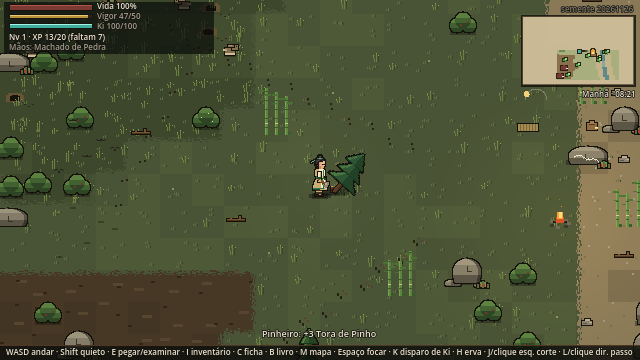 Vida 100%
Vigor 47/50
Ki 100/100
Nv 1 · XP 13/20 (faltam 7)
Mãos: Machado de Pedra
semente 20261126
Manhã · 08:21
Pinheiro: +3 Tora de Pinho
WASD andar · Shift quieto · E pegar/examinar · I inventário · C ficha · B livro · M mapa · Espaço focar · K disparo de Ki · H erva · J/clique esq. corte · L/clique dir. passo